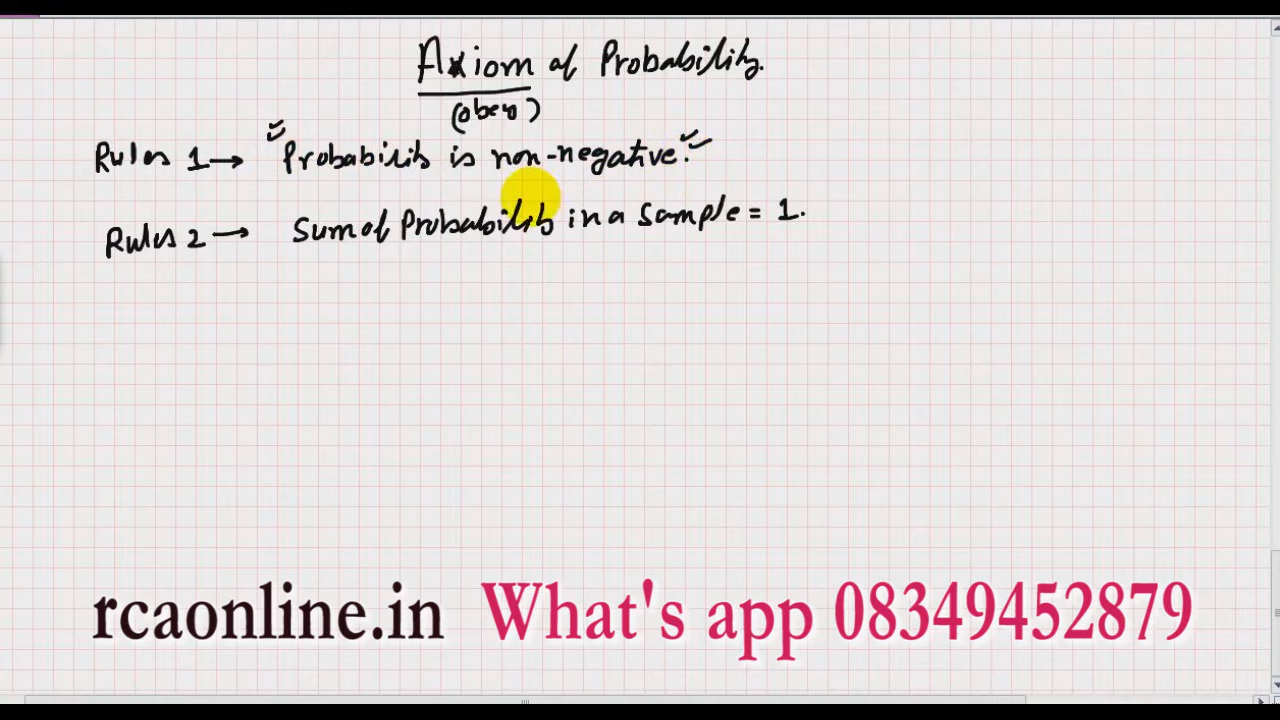 Axiom of Probability.
(obey)
Rules 1 → "Probability is non-negative."
Rules 2 → Sum of Probability in a Sample = 1.
rcaonline.in What's app 08349452879